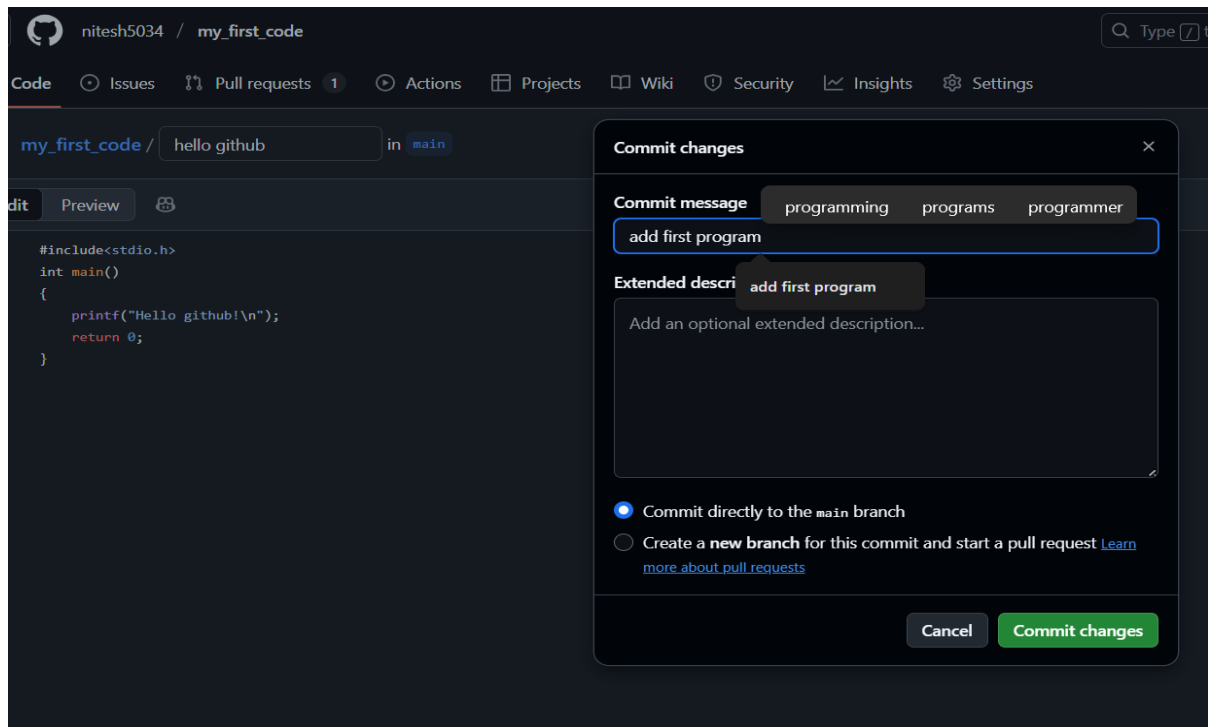 nitesh5034 / my_first_code
Type / t
Code Issues Pull requests 1 Actions Projects Wiki Security Insights Settings
my_first_code / hello github in main
dit Preview
#include<stdio.h>
int main()
{
printf("Hello github!\n");
return 0;
}
Commit changes
Commit message
programming programs programmer
add first program
Extended descri
add first program
Add an optional extended description...
Commit directly to the main branch
Create a new branch for this commit and start a pull request Learn
more about pull requests
Cancel Commit changes